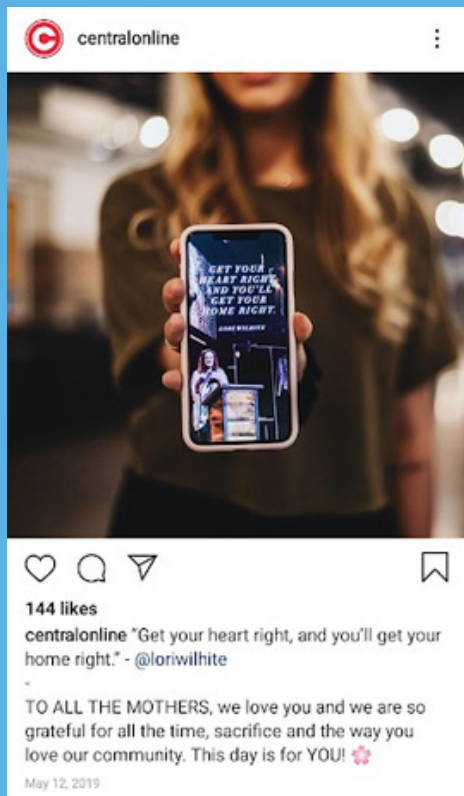 centralonline
GET YOUR
HEART RIGHT,
AND YOU'LL
GET YOUR
HOME RIGHT.
LORI WILHITE
144 likes
centralonline “Get your heart right, and you’ll get your
home right.” - @loriwilhite
-
TO ALL THE MOTHERS, we love you and we are so
grateful for all the time, sacrifice and the way you
love our community. This day is for YOU! 🌸
May 12, 2019